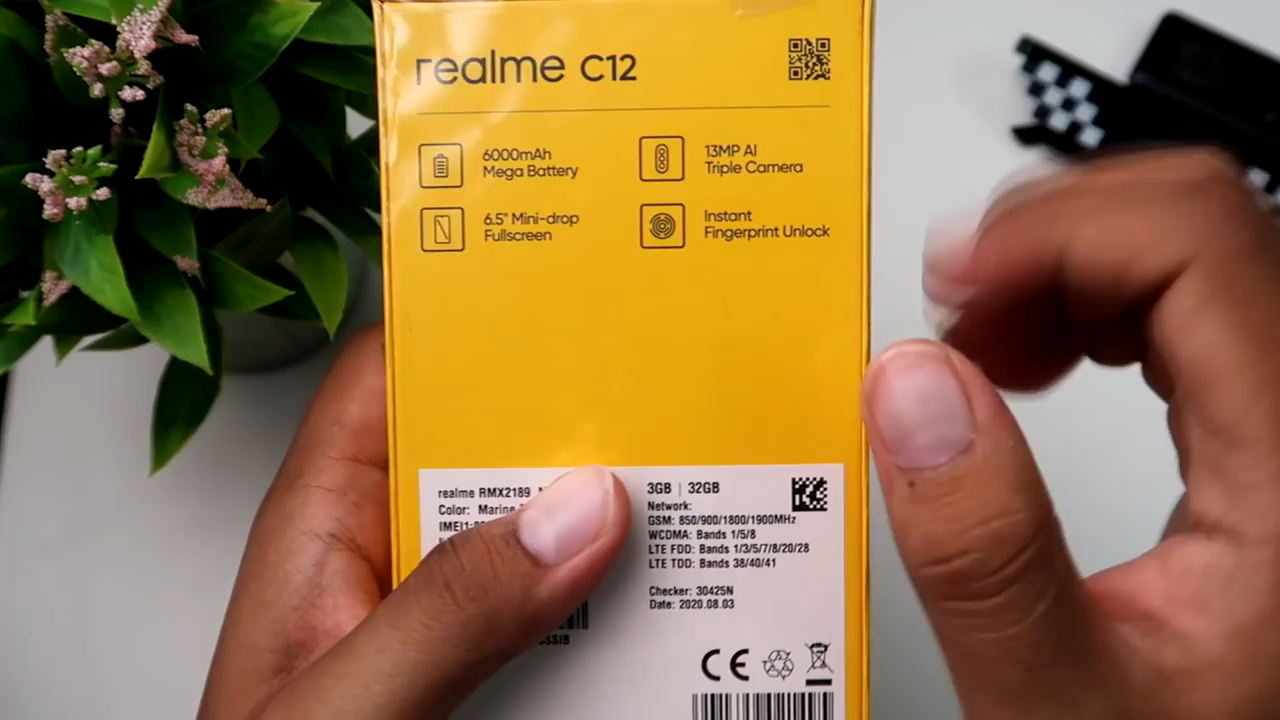 realme C12
6000mAh
Mega Battery
13MP AI
Triple Camera
6.5" Mini-drop
Fullscreen
Instant
Fingerprint Unlock
realme RMX2189
Color: Marine
IMEI1:
3GB | 32GB
Network:
GSM: 850/900/1800/1900MHz
WCDMA: Bands 1/5/8
LTE FDD: Bands 1/3/5/7/8/20/28
LTE TDD: Bands 38/40/41
Checker: 30425N
Date: 2020.08.03
CE